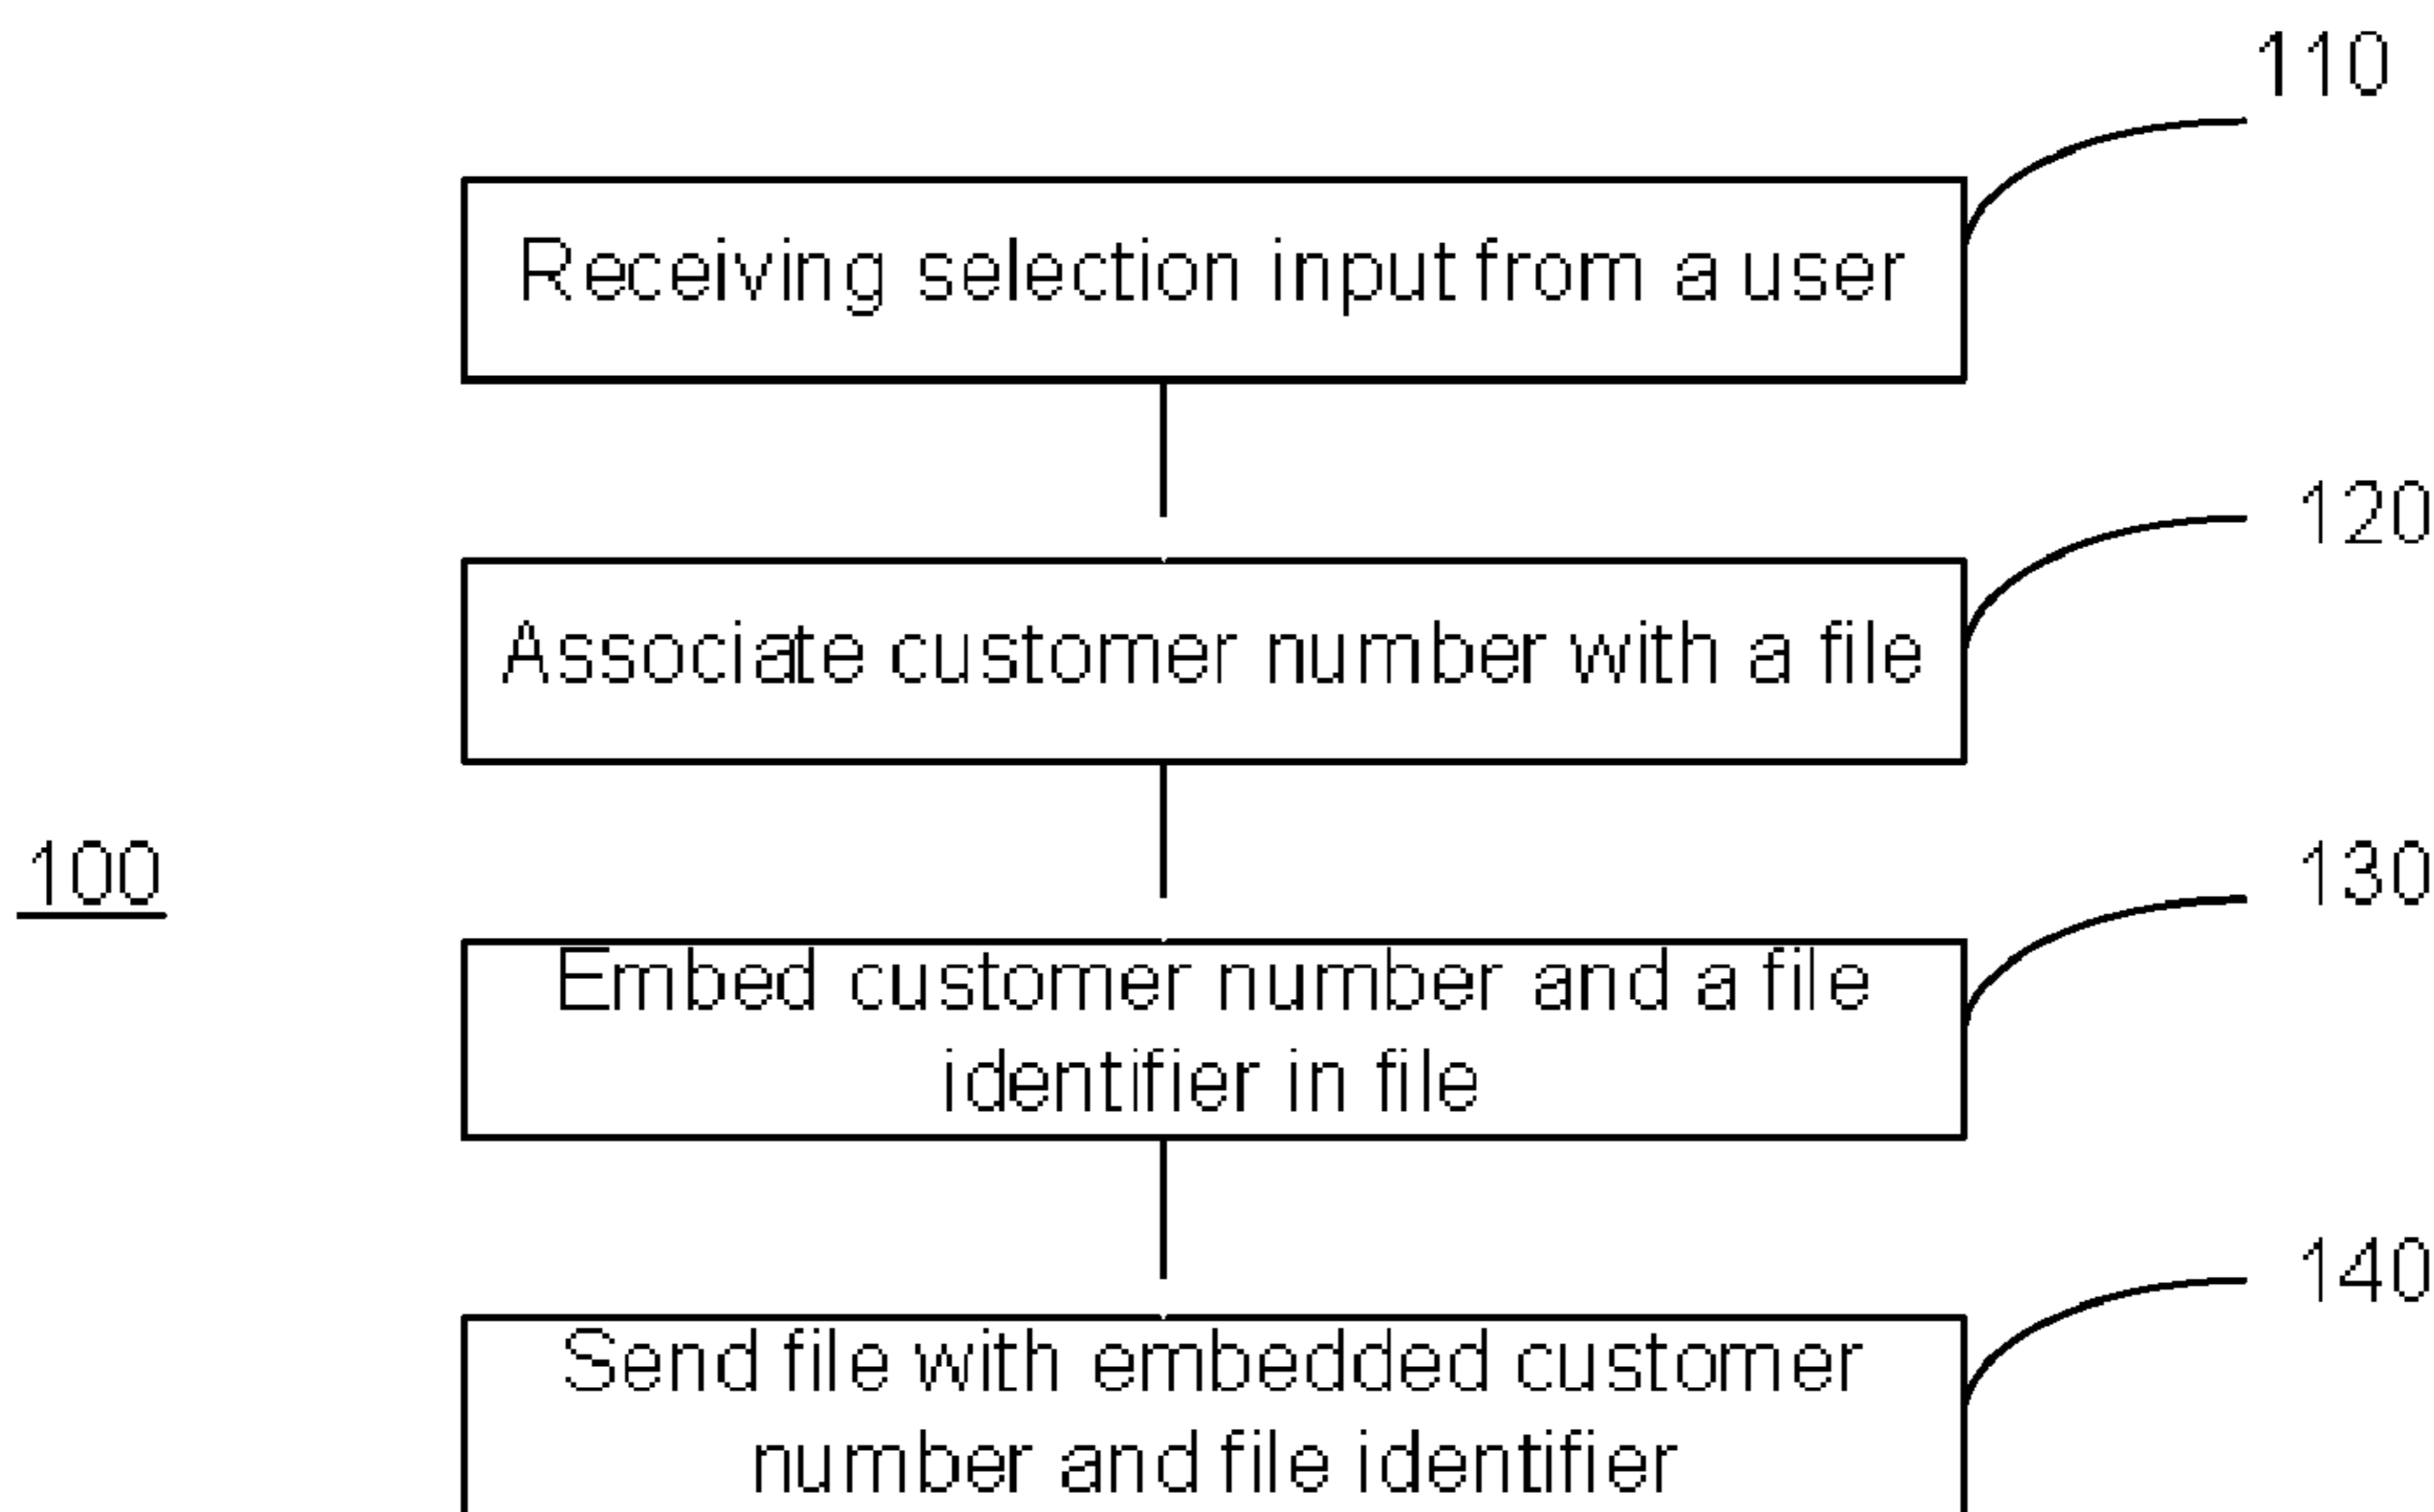 110
Receiving selection input from a user
120
Associate customer number with a file
100
130
Embed customer number and a file
identifier in file
140
Send file with embedded customer
number and file identifier